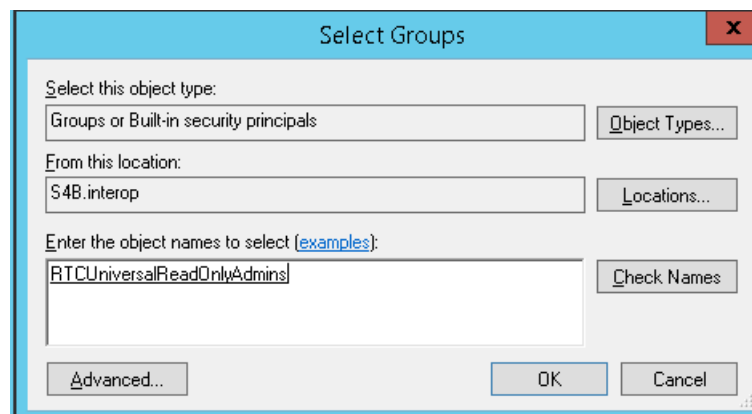 Select Groups
x
Select this object type:
Groups or Built-in security principals
Object Types...
From this location:
S4B.interop
Locations...
Enter the object names to select (examples):
RTCUniversalReadOnlyAdmins
Check Names
Advanced...
OK
Cancel